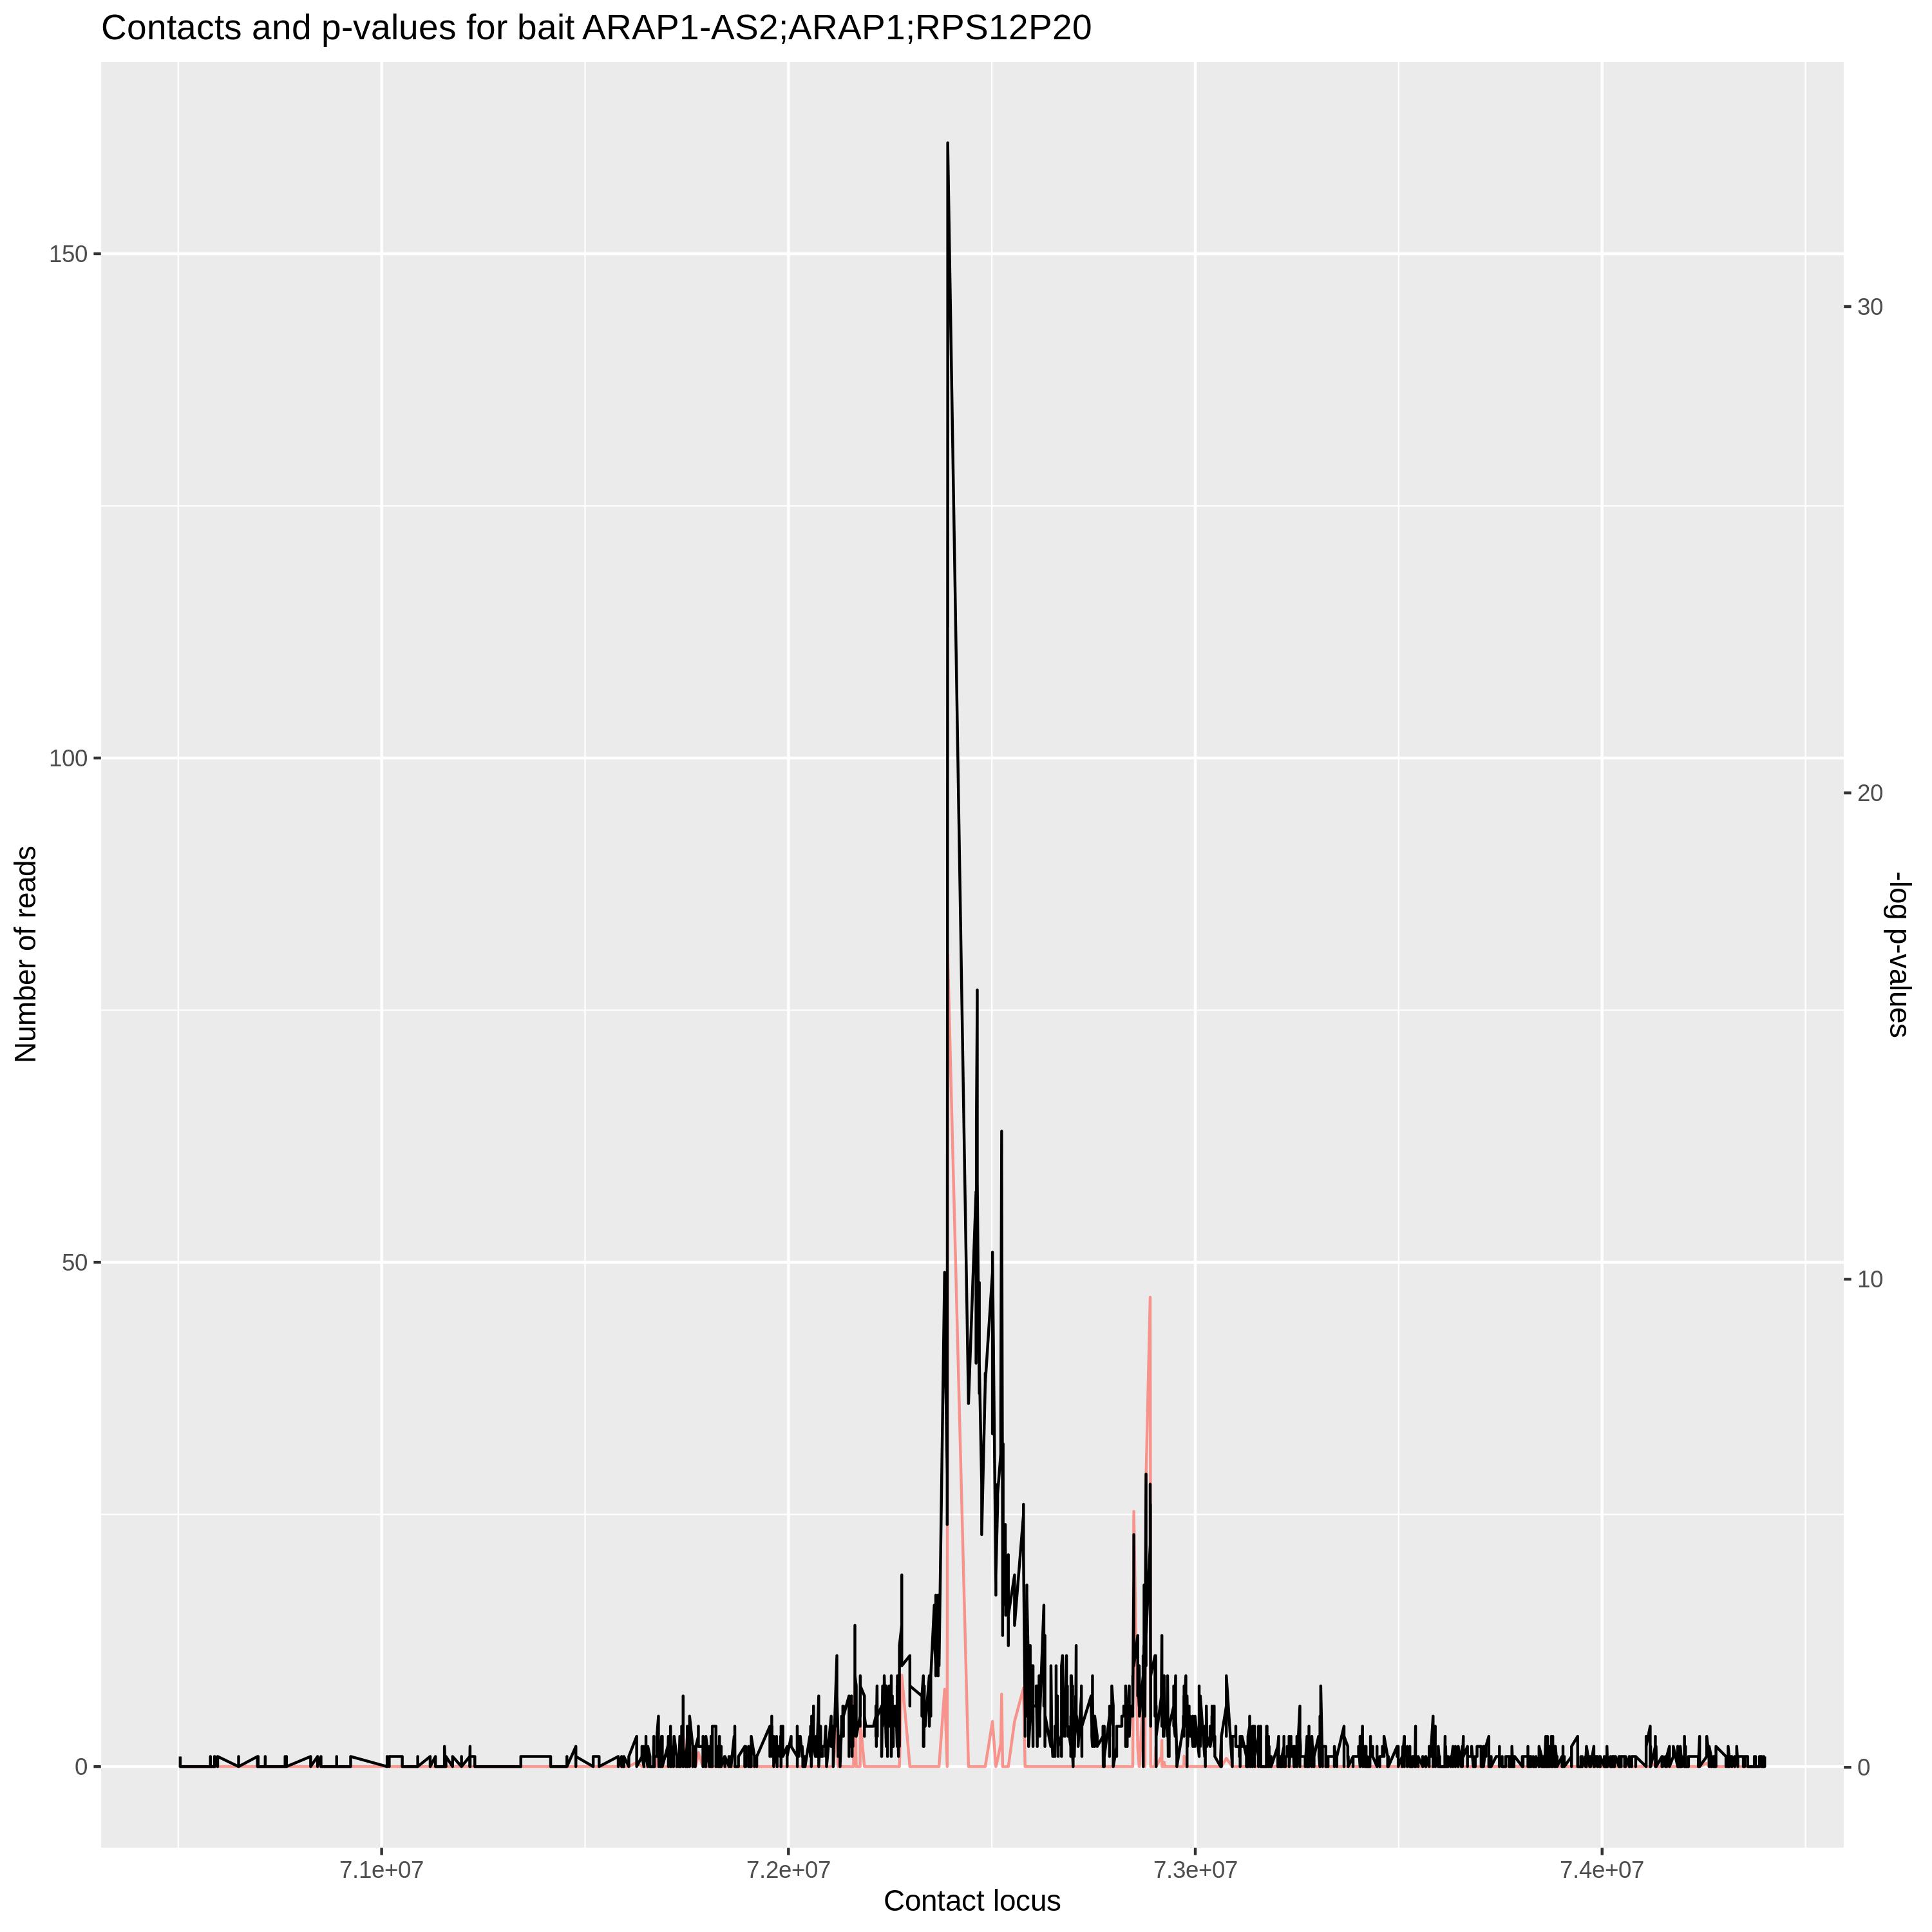 Contacts and p-values for bait ARAP1-AS2;ARAP1;RPS12P20
150
100
50
0
Number of reads
30
20
10
0
-log p-values
7.1e+07 7.2e+07 7.3e+07 7.4e+07
Contact locus